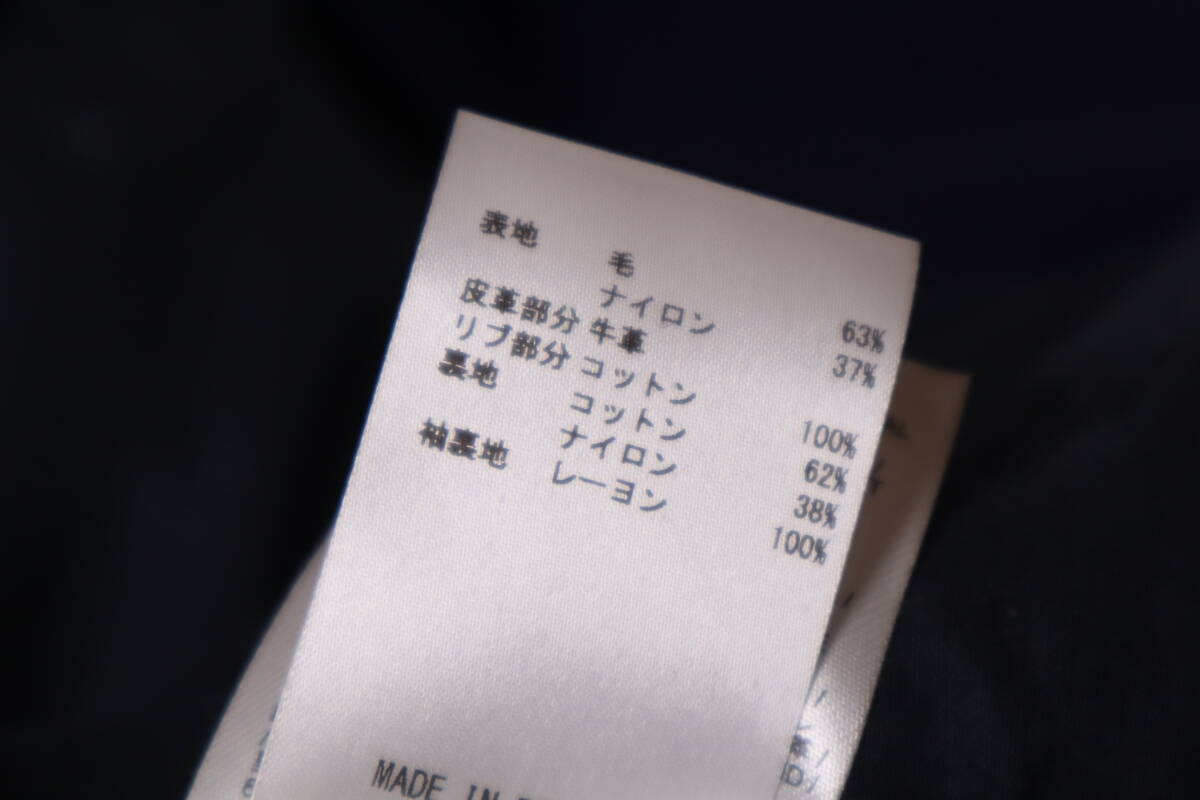 表地 毛 63%
ナイロン 37%
皮革部分 牛革
リブ部分 コットン 100%
裏地 コットン 62%
ナイロン 38%
袖裏地 レーヨン 100%
MADE IN